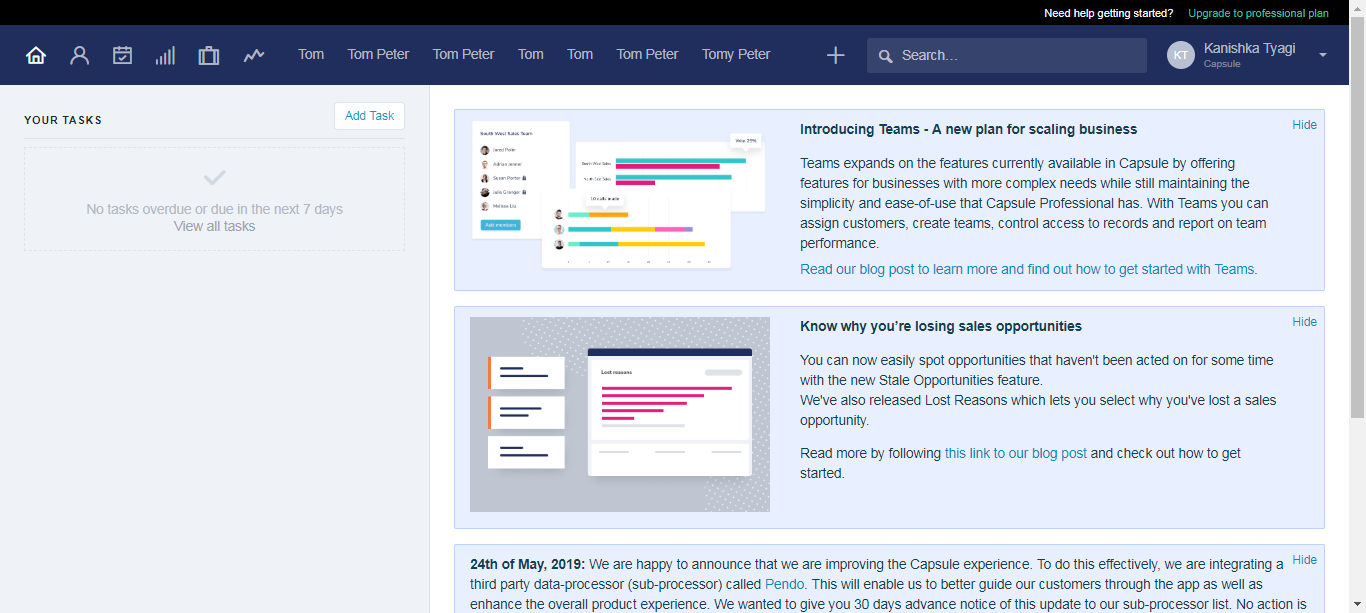 Need help getting started? Upgrade to professional plan
Tom Tom Peter Tom Peter Tom Tom Tom Peter Tomy Peter
Search...
KT Kanishka Tyagi
Capsule
YOUR TASKS
Add Task
No tasks overdue or due in the next 7 days
View all tasks
South West Sales Team
Jared Peter
Adrian Jenner
Susan Porter
Julie Granger
Melissa Liu
Add members
South West Sales
North East Sales
Won 25%
10 calls made
Introducing Teams - A new plan for scaling business
Hide
Teams expands on the features currently available in Capsule by offering
features for businesses with more complex needs while still maintaining the
simplicity and ease-of-use that Capsule Professional has. With Teams you can
assign customers, create teams, control access to records and report on team
performance.
Read our blog post to learn more and find out how to get started with Teams.
Lost reasons
Know why you’re losing sales opportunities
Hide
You can now easily spot opportunities that haven't been acted on for some time
with the new Stale Opportunities feature.
We've also released Lost Reasons which lets you select why you've lost a sales
opportunity.
Read more by following this link to our blog post and check out how to get
started.
24th of May, 2019: We are happy to announce that we are improving the Capsule experience. To do this effectively, we are integrating a
Hide
third party data-processor (sub-processor) called Pendo. This will enable us to better guide our customers through the app as well as
enhance the overall product experience. We wanted to give you 30 days advance notice of this update to our sub-processor list. No action is